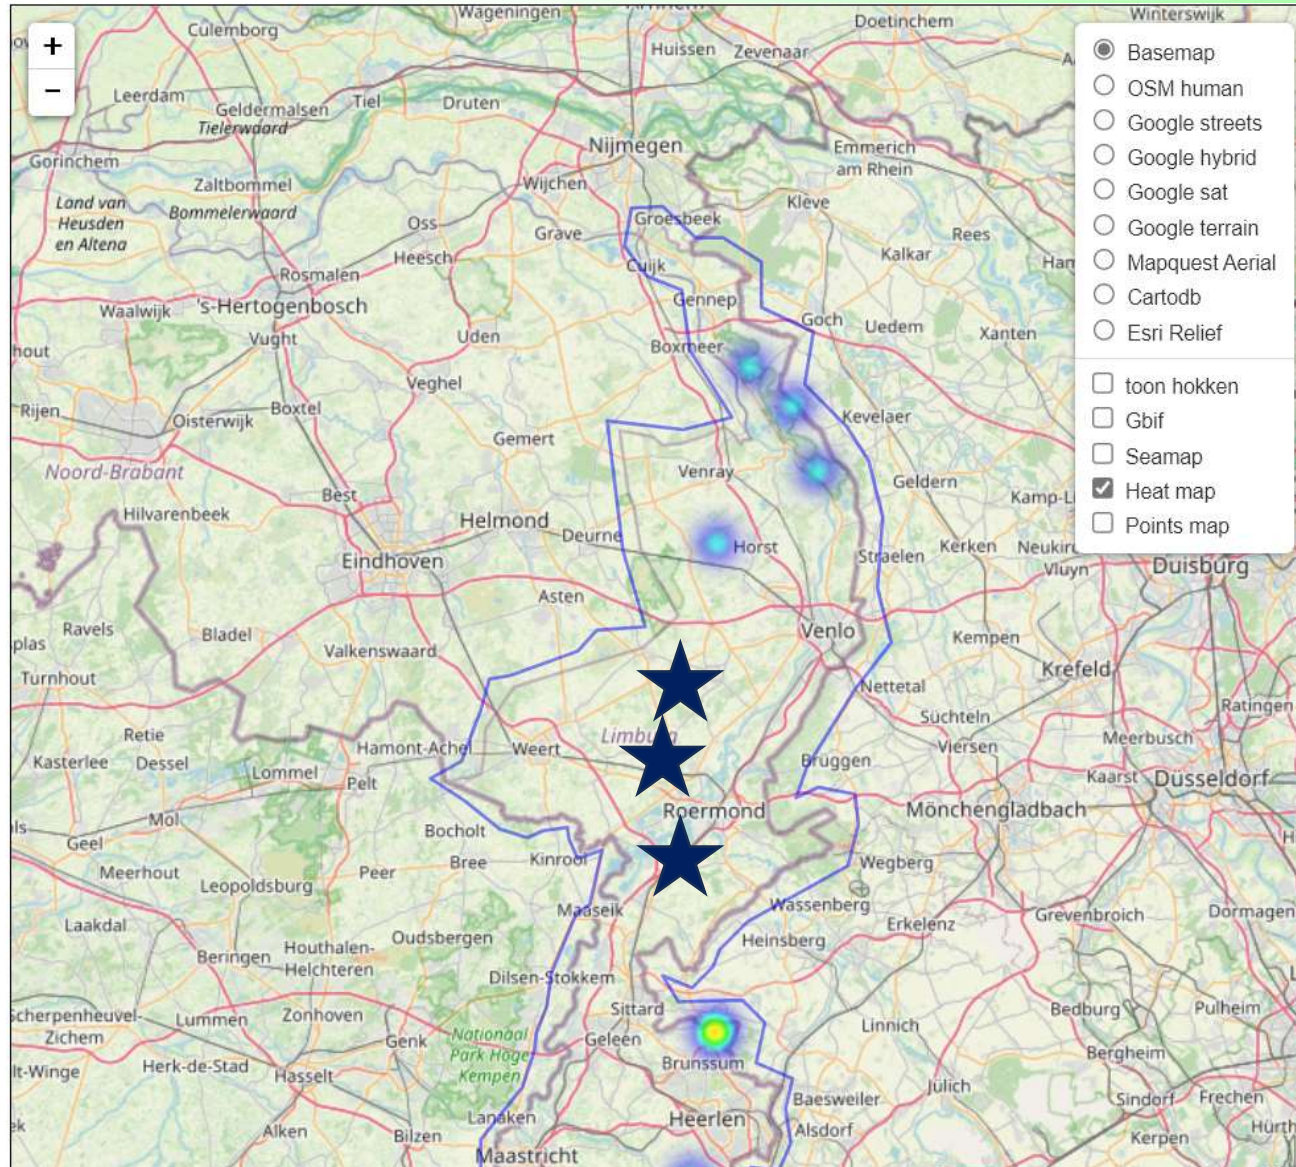 Wageningen
Winterswijk
Culemborg
Doetinchem
+
Huissen
Zevenaar
Basemap
−
OSM human
Leerdam
Geldermalsen
Tiel
Druten
Google streets
Tielerwaard
Nijmegen
Emmerich
am Rhein
Google hybrid
Gorinchem
Zaltbommel
Wijchen
Google sat
Land van
Heusden
en Altena
Bommelerwaard
Kleve
Oss
Groesbeek
Grave
Rees
Google terrain
Heesch
Kalkar
Cuijk
Mapquest Aerial
Rosmalen
Gennep
Cartodb
Waalwijk
's-Hertogenbosch
Goch
Uedem
Xanten
Esri Relief
Vught
Uden
Boxmeer
Veghel
toon hokken
Rijen
Oisterwijk
Boxtel
Kevelaer
Gbif
Gemert
Noord-Brabant
Venray
Geldern
Seamap
Best
Heat map
Hilvarenbeek
Helmond
Deurne
Points map
Eindhoven
Horst
Straelen
Kerken
Vluyn
Duisburg
Asten
Ravels
Bladel
Venlo
Kempen
Valkenswaard
Krefeld
Turnhout
Nettetal
Süchteln
Ratingen
Retie
Hamont-Achel
Weert
Viersen
Meerbusch
Kasterlee
Dessel
Lommel
Pelt
Brüggen
Kaarst
Düsseldorf
Mol
Roermond
Mönchengladbach
Geel
Bocholt
Meerhout
Leopoldsburg
Peer
Bree
Kinrooi
Wegberg
Laakdal
Maaseik
Wassenberg
Erkelenz
Grevenbroich
Dormagen
Beringen
Houthalen-
Helchteren
Oudsbergen
Heinsberg
Dilsen-Stokkem
Scherpenheuvel-
Zichem
Lummen
Zonhoven
Sittard
Bedburg
Pulheim
Genk
Nationaal
Park Hoge
Kempen
Geleen
Linnich
Herk-de-Stad
Hasselt
Brunssum
Bergheim
Jülich
Lanaken
Heerlen
Baesweiler
Sindorf
Frechen
Alken
Bilzen
Alsdorf
Kerpen
Maastricht